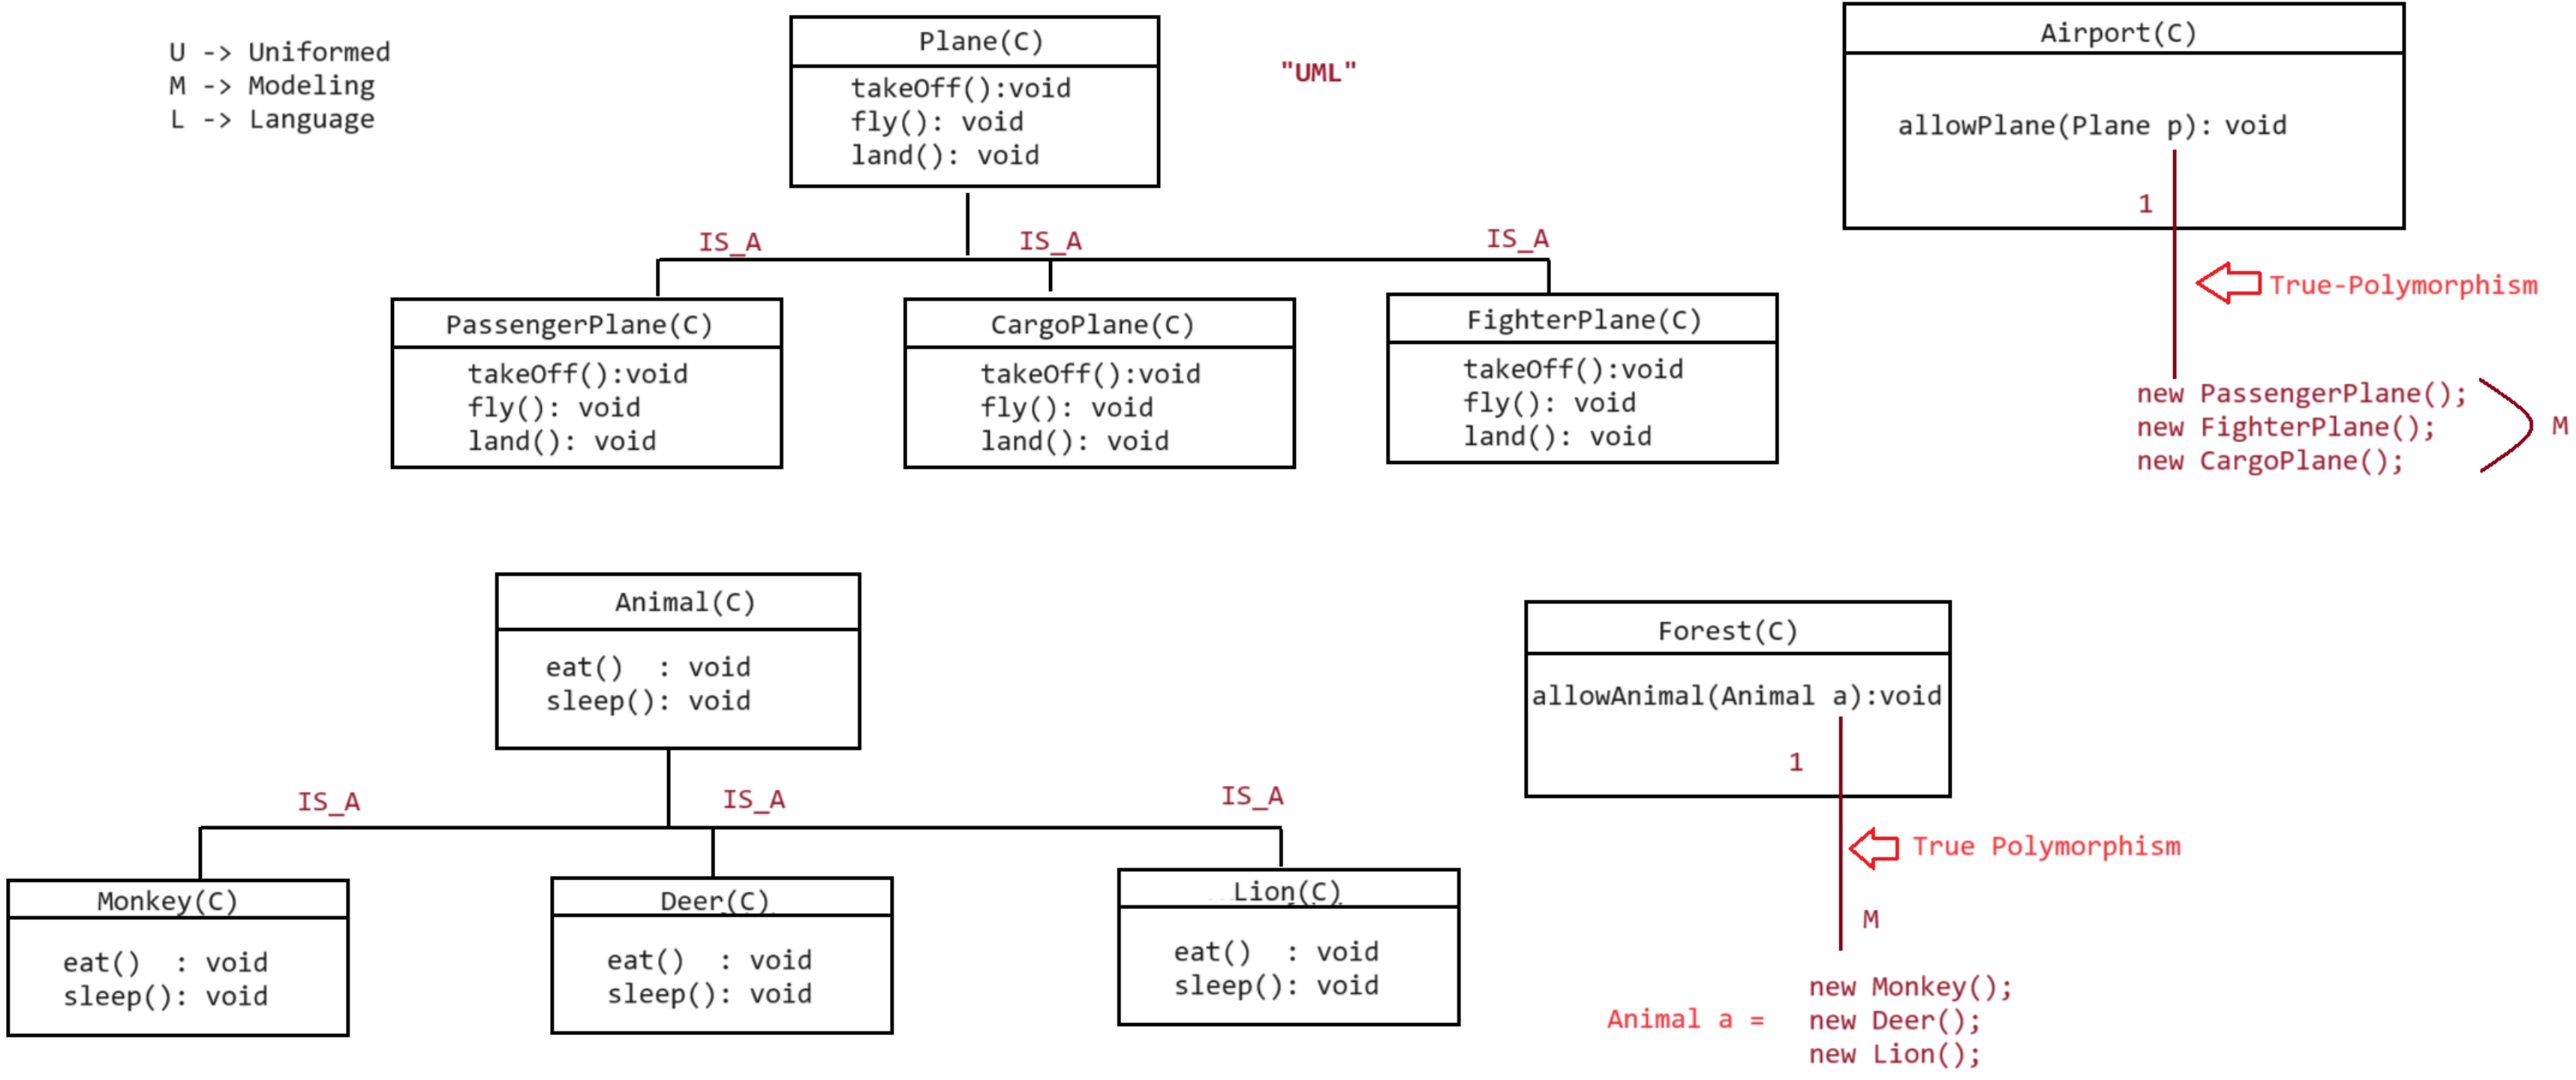 U -> Uniformed
M -> Modeling
L -> Language
Plane(C)
takeOff():void
fly(): void
land(): void
"UML"
Airport(C)
allowPlane(Plane p): void
1
True-Polymorphism
new PassengerPlane();
new FighterPlane();
new CargoPlane();
M
IS_A
IS_A
IS_A
PassengerPlane(C)
takeOff():void
fly(): void
land(): void
CargoPlane(C)
takeOff():void
fly(): void
land(): void
FighterPlane(C)
takeOff():void
fly(): void
land(): void
Animal(C)
eat()  : void
sleep(): void
IS_A
IS_A
IS_A
Monkey(C)
eat()  : void
sleep(): void
Deer(C)
eat()  : void
sleep(): void
Lion(C)
eat()  : void
sleep(): void
Forest(C)
allowAnimal(Animal a):void
1
True Polymorphism
M
Animal a =
new Monkey();
new Deer();
new Lion();